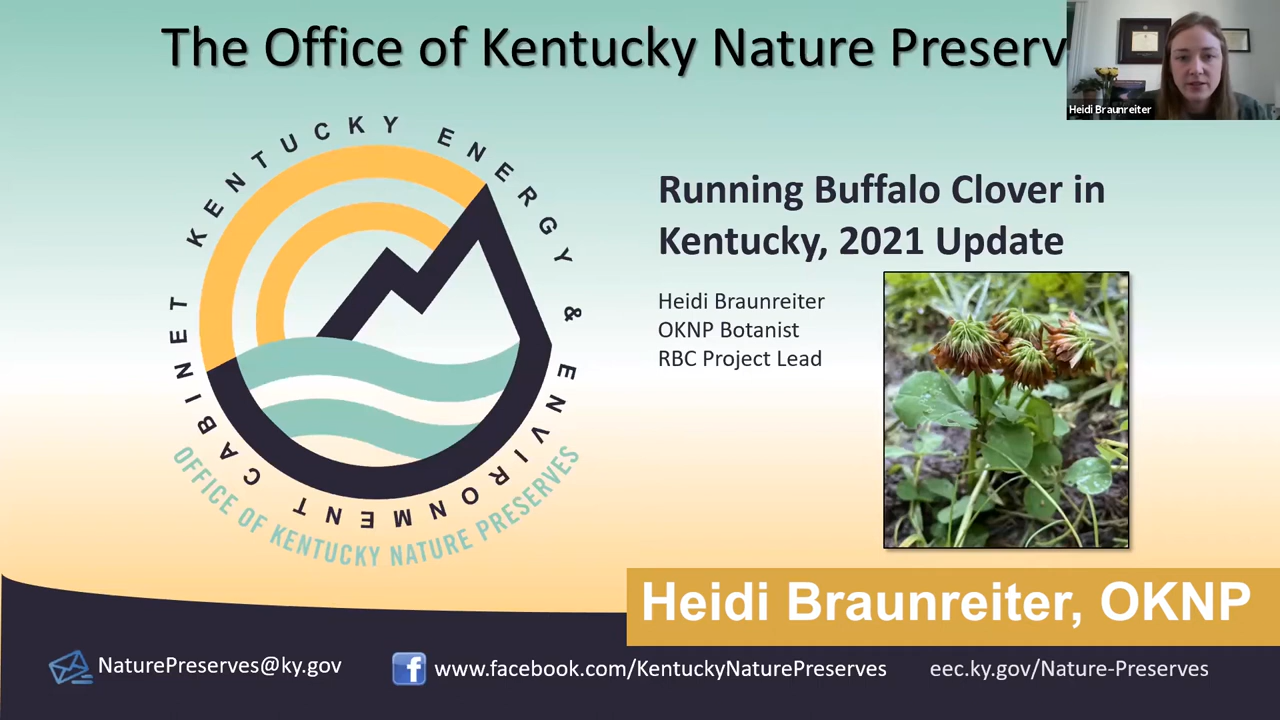 The Office of Kentucky Nature Preserv
Heidi Braunreiter
KENTUCKY ENERGY & ENVIRONMENT CABINET
OFFICE OF KENTUCKY NATURE PRESERVES
Running Buffalo Clover in
Kentucky, 2021 Update
Heidi Braunreiter
OKNP Botanist
RBC Project Lead
Heidi Braunreiter, OKNP
NaturePreserves@ky.gov
f
www.facebook.com/KentuckyNaturePreserves
eec.ky.gov/Nature-Preserves